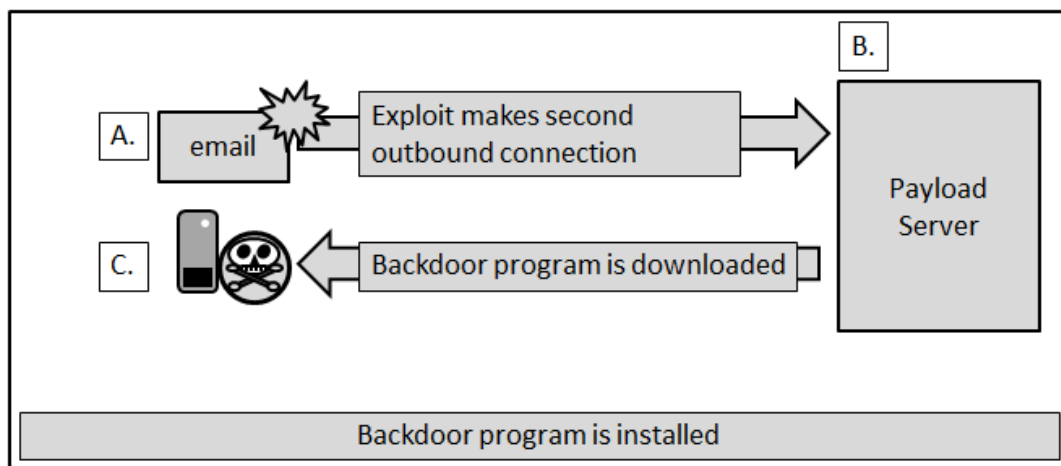 B.
A.
email
Exploit makes second
outbound connection
Payload
Server
C.
Backdoor program is downloaded
Backdoor program is installed